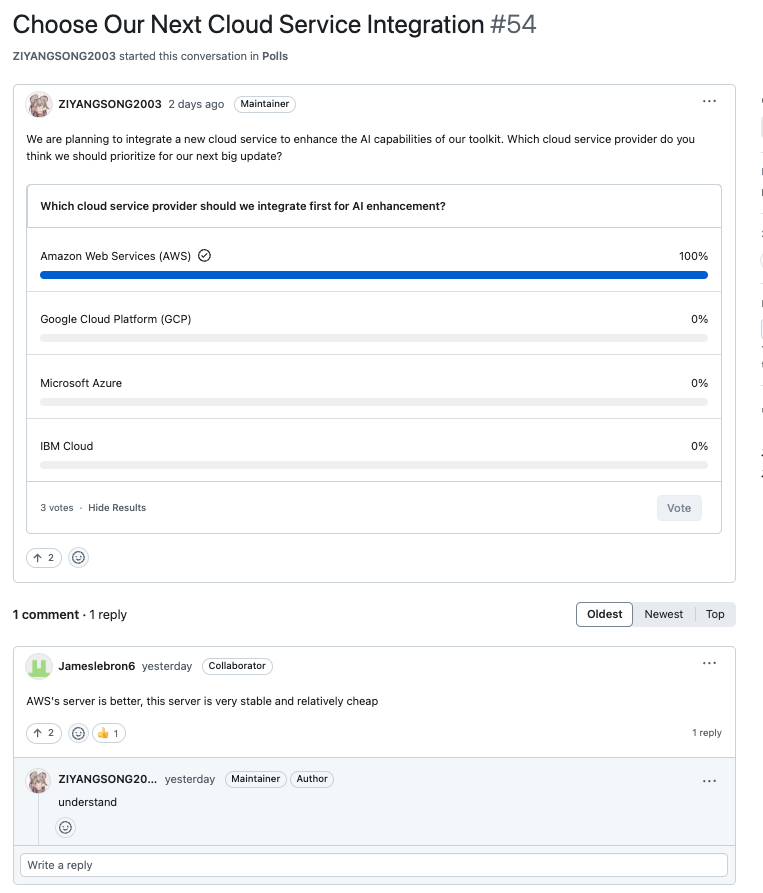 Choose Our Next Cloud Service Integration #54
ZIYANGSONG2003 started this conversation in Polls
ZIYANGSONG2003 2 days ago Maintainer
We are planning to integrate a new cloud service to enhance the AI capabilities of our toolkit. Which cloud service provider do you
think we should prioritize for our next big update?
Which cloud service provider should we integrate first for AI enhancement?
Amazon Web Services (AWS) 100%
Google Cloud Platform (GCP) 0%
Microsoft Azure 0%
IBM Cloud 0%
3 votes · Hide Results Vote
↑ 2
1 comment · 1 reply Oldest Newest Top
Jameslebron6 yesterday Collaborator
AWS's server is better, this server is very stable and relatively cheap
↑ 2 👍 1 1 reply
ZIYANGSONG20... yesterday Maintainer Author
understand
Write a reply